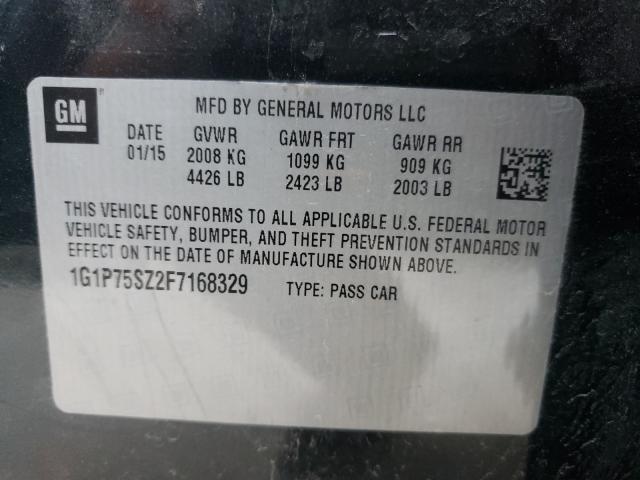 GM
MFD BY GENERAL MOTORS LLC
DATE GVWR GAWR FRT GAWR RR
01/15 2008 KG 1099 KG 909 KG
4426 LB 2423 LB 2003 LB
THIS VEHICLE CONFORMS TO ALL APPLICABLE U.S. FEDERAL MOTOR
VEHICLE SAFETY, BUMPER, AND THEFT PREVENTION STANDARDS IN
EFFECT ON THE DATE OF MANUFACTURE SHOWN ABOVE.
1G1P75SZ2F7168329 TYPE: PASS CAR